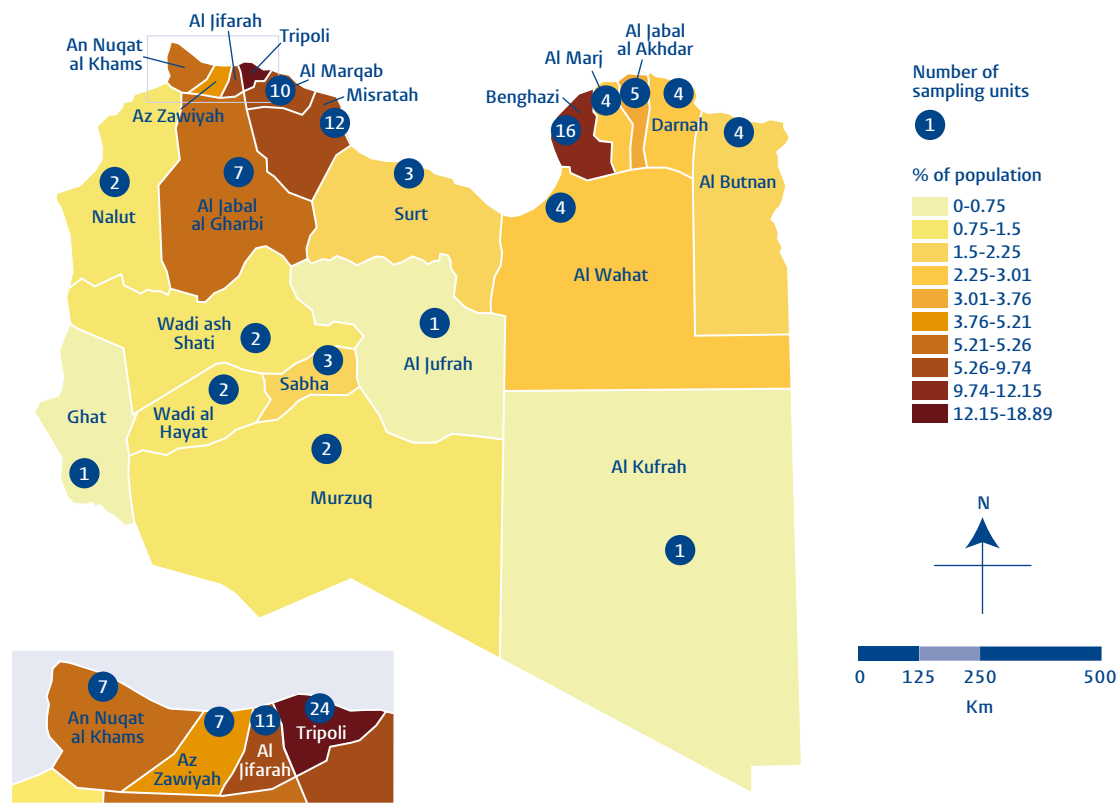 Al Jifarah
Tripoli
An Nuqat
al Khams
Al Marqab
10
Misratah
Az Zawiyah
12
Al Jabal
al Akhdar
Al Marj
Benghazi
4
5
4
16
Darnah
4
Al Butnan
2
Nalut
7
Al Jabal
al Gharbi
3
Surt
4
Al Wahat
Wadi ash
Shati
2
1
Al Jufrah
3
Sabha
2
Wadi al
Hayat
Ghat
1
2
Murzuq
Al Kufrah
1
Number of
sampling units
1
% of population
0-0.75
0.75-1.5
1.5-2.25
2.25-3.01
3.01-3.76
3.76-5.21
5.21-5.26
5.26-9.74
9.74-12.15
12.15-18.89
N
0 125 250 500
Km
7
An Nuqat
al Khams
7
Az
Zawiyah
11
Al
Jifarah
24
Tripoli